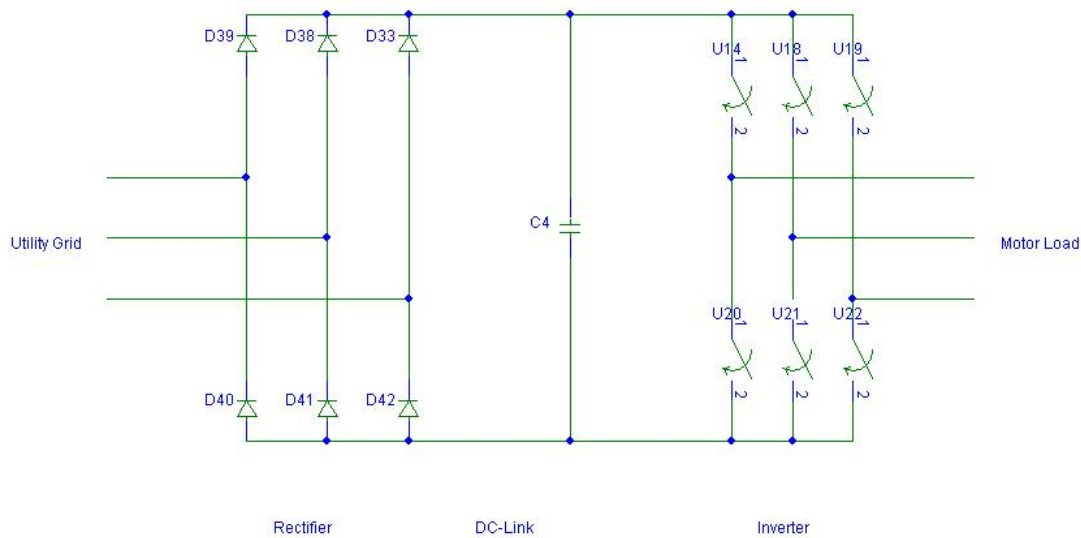 D39 D38 D33
U14 1 U18 1 U19 1
2 2 2
C4
Utility Grid
Motor Load
U20 1 U21 1 U22 1
D40 D41 D42
2 2 2
Rectifier DC-Link Inverter